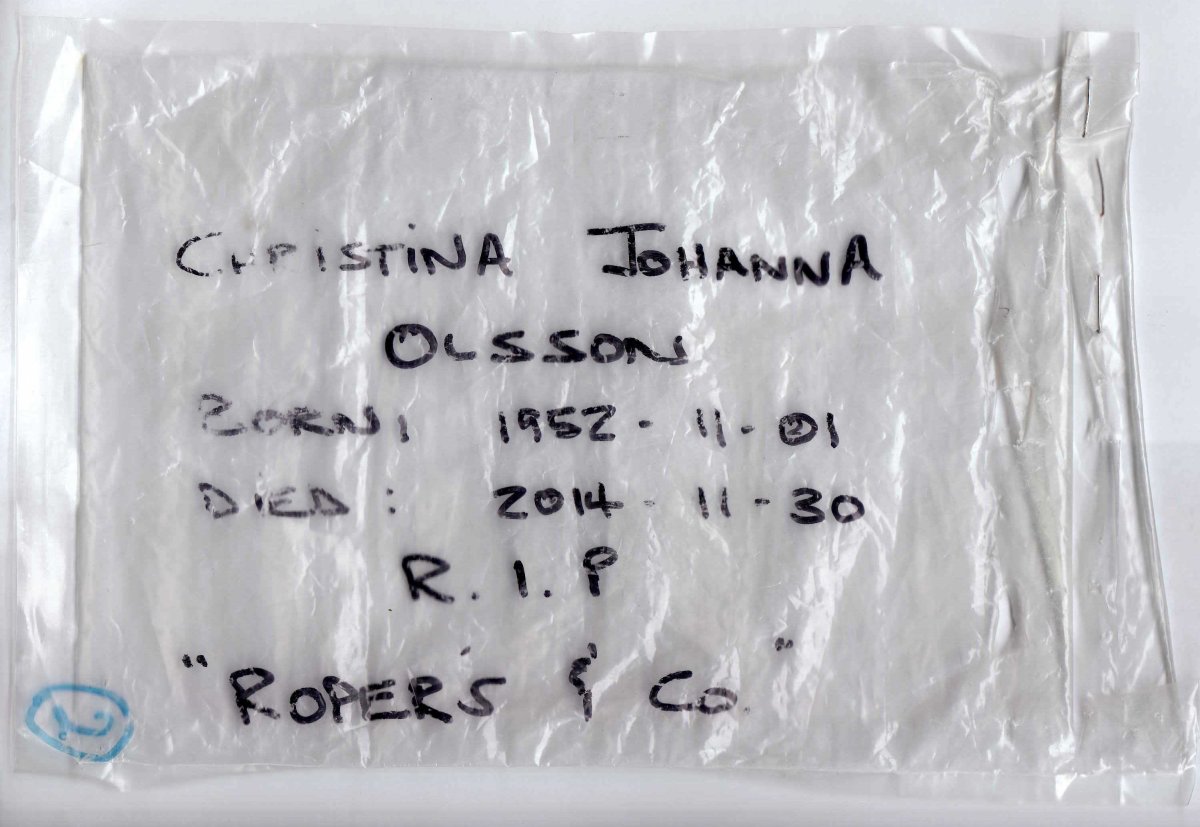 CHRISTINA JOHANNA
OLSSON
BORN: 1952-11-01
DIED: 2014-11-30
R.I.P
"ROPER'S & Co."